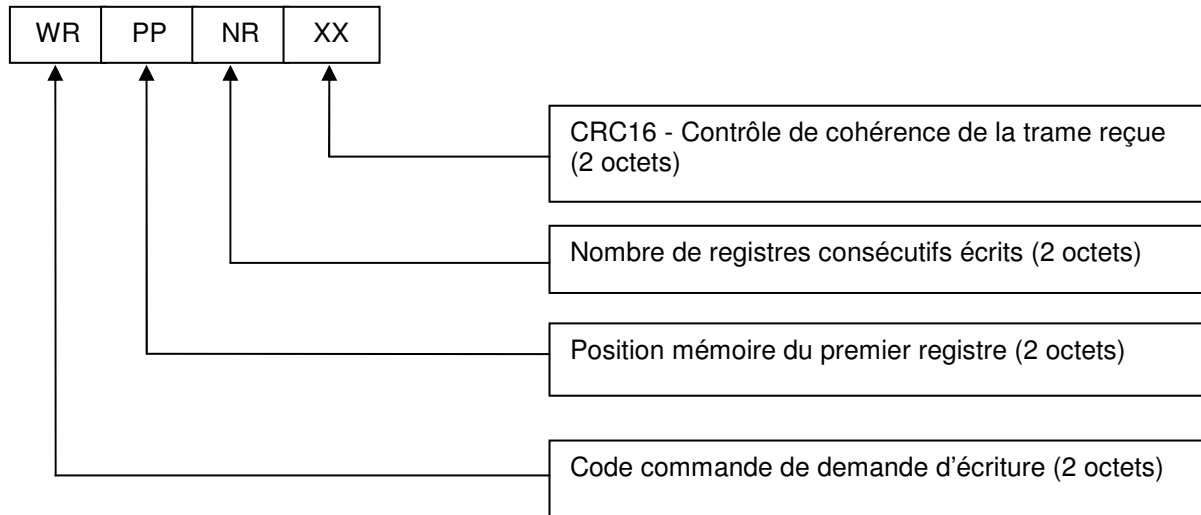 WR PP NR XX
CRC16 - Contrôle de cohérence de la trame reçue
(2 octets)
Nombre de registres consécutifs écrits (2 octets)
Position mémoire du premier registre (2 octets)
Code commande de demande d'écriture (2 octets)